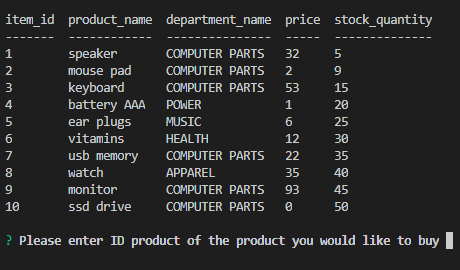 item_id  product_name  department_name  price  stock_quantity
-------  ------------  ---------------  -----  --------------
1        speaker       COMPUTER PARTS   32     5
2        mouse pad     COMPUTER PARTS   2      9
3        keyboard      COMPUTER PARTS   53     15
4        battery AAA   POWER            1      20
5        ear plugs     MUSIC            6      25
6        vitamins      HEALTH           12     30
7        usb memory    COMPUTER PARTS   22     35
8        watch         APPAREL          35     40
9        monitor       COMPUTER PARTS   93     45
10       ssd drive     COMPUTER PARTS   0      50
? Please enter ID product of the product you would like to buy